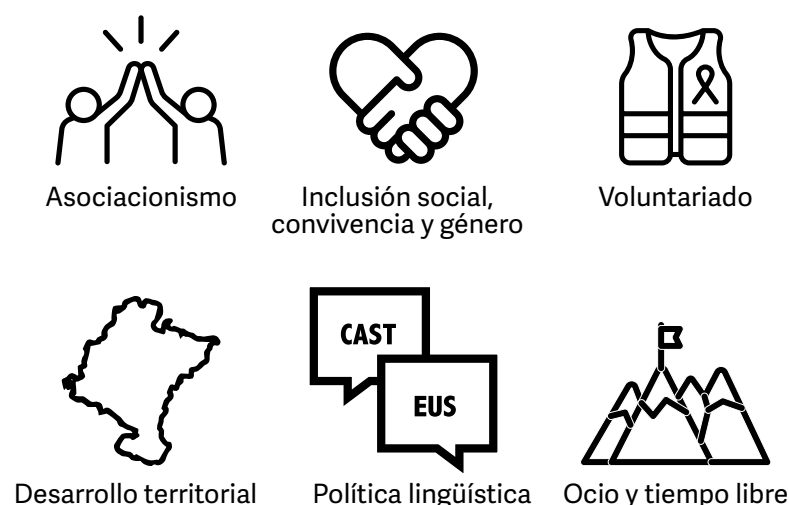 Asociacionismo
Inclusión social,
convivencia y género
Voluntariado
CAST
EUS
Desarrollo territorial
Política lingüística
Ocio y tiempo libre